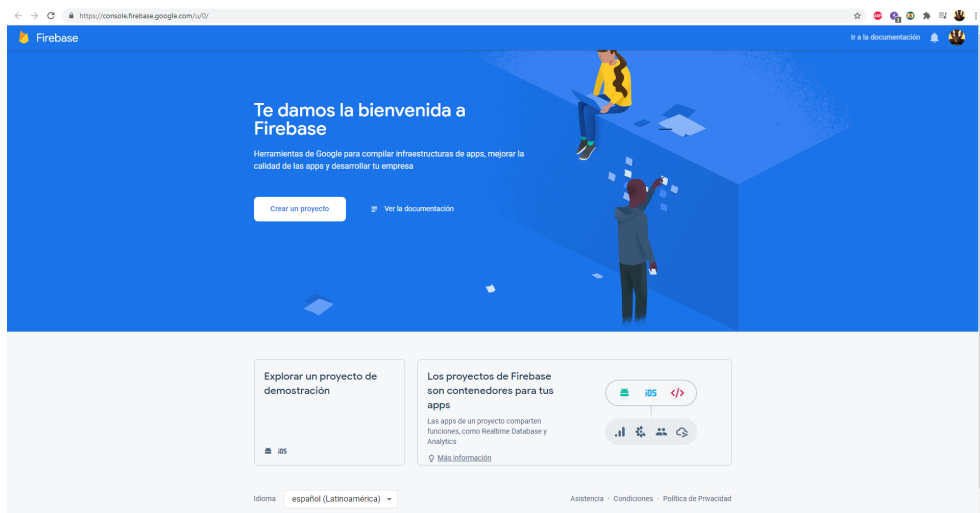 https://console.firebase.google.com/u/0/
Firebase
Ir a la documentación
Te damos la bienvenida a
Firebase
Herramientas de Google para compilar infraestructuras de apps, mejorar la
calidad de las apps y desarrollar tu empresa
Crear un proyecto
Ver la documentación
Explorar un proyecto de
demostración
iOS
Los proyectos de Firebase
son contenedores para tus
apps
Las apps de un proyecto comparten
funciones, como Realtime Database y
Analytics
Más información
iOS
</>
Idioma
español (Latinoamérica)
Asistencia · Condiciones · Política de Privacidad